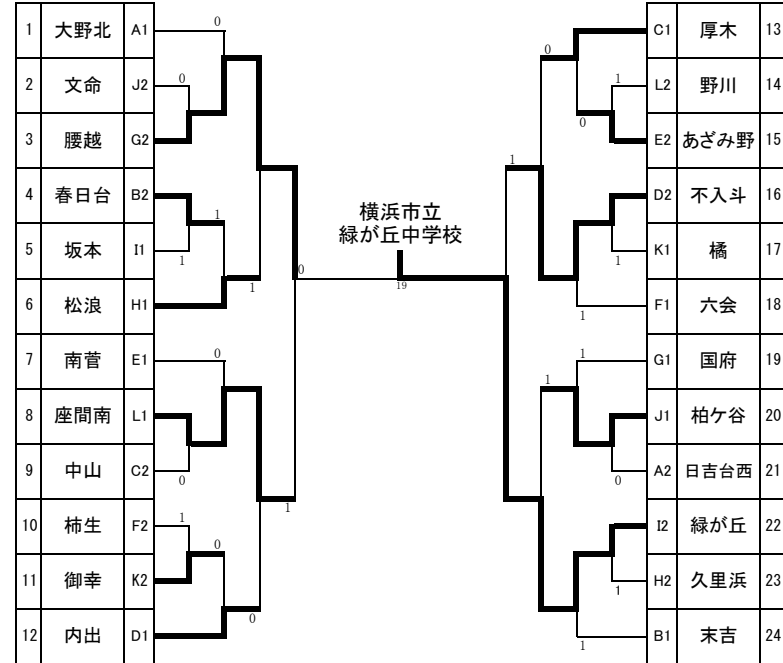 1 大野北 A1
2 文命 J2
3 腰越 G2
4 春日台 B2
5 坂本 I1
6 松浪 H1
7 南菅 E1
8 座間南 L1
9 中山 C2
10 柿生 F2
11 御幸 K2
12 内出 D1
0
0
1
1
1
0
0
1
0
0
1
0
横浜市立
緑が丘中学校
19
0
1
0
1
1
1
1
1
0
1
1
C1 厚木 13
L2 野川 14
E2 あざみ野 15
D2 不入斗 16
K1 橘 17
F1 六会 18
G1 国府 19
J1 柏ケ谷 20
A2 日吉台西 21
I2 緑が丘 22
H2 久里浜 23
B1 末吉 24